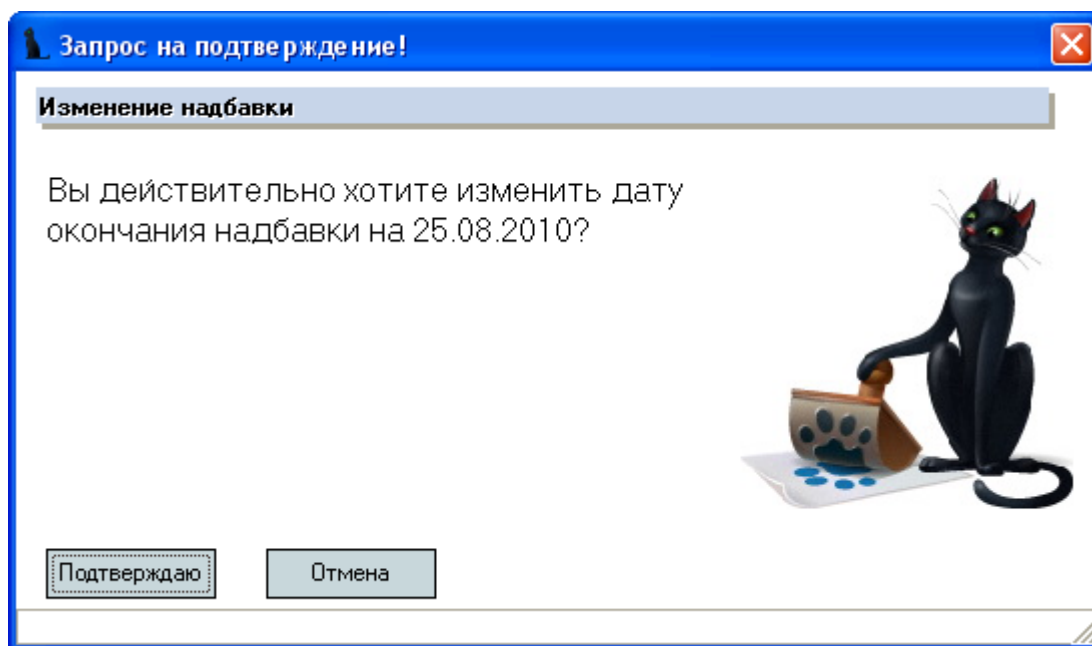 Запрос на подтверждение!
Изменение надбавки
Вы действительно хотите изменить дату
окончания надбавки на 25.08.2010?
Подтверждаю
Отмена